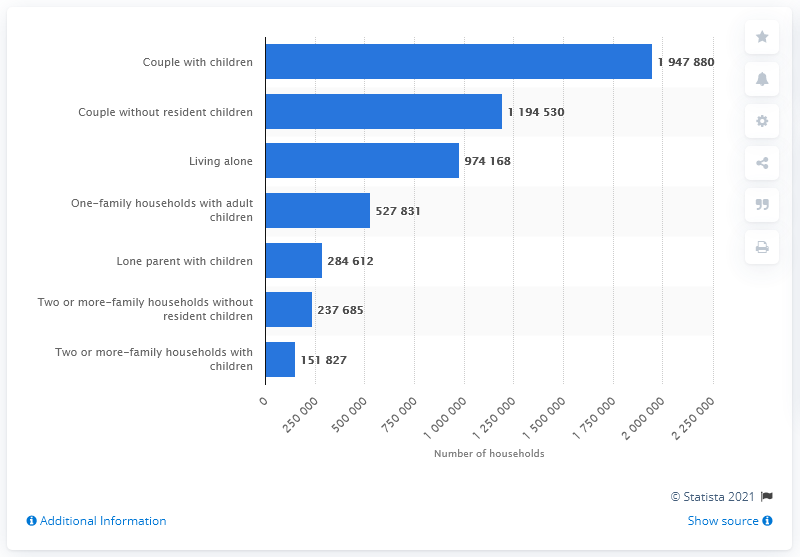 Couple with children
1 947 880
Couple without resident children
1 194 530
Living alone
974 168
One-family households with adult
children
527 831
Lone parent with children
284 612
Two or more-family households without
resident children
237 685
Two or more-family households with
children
151 827
0
250 000
500 000
750 000
1 000 000
1 250 000
1 500 000
1 750 000
2 000 000
2 250 000
Number of households
© Statista 2021
Additional Information
Show source